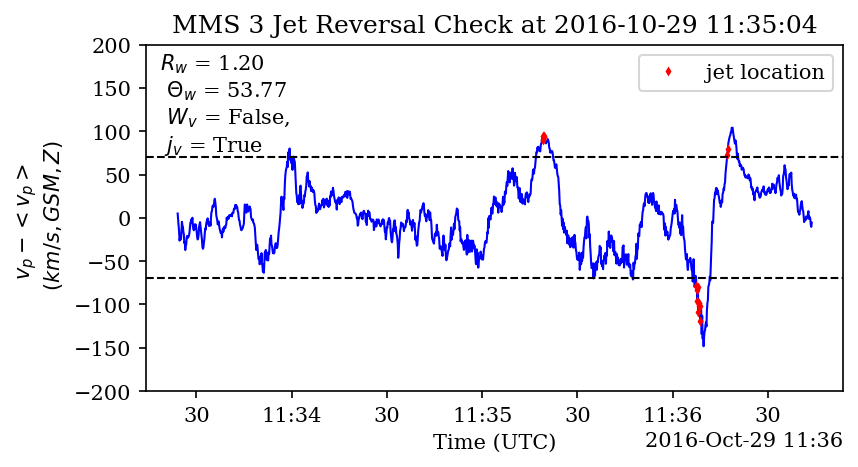 MMS 3 Jet Reversal Check at 2016-10-29 11:35:04
R_w = 1.20
Θ_w = 53.77
W_v = False,
j_v = True
jet location
200
150
100
50
0
−50
−100
−150
−200
v_p − < v_p >
(km/s, GSM, Z)
30 11:34 30 11:35 30 11:36 30
Time (UTC)
2016-Oct-29 11:36